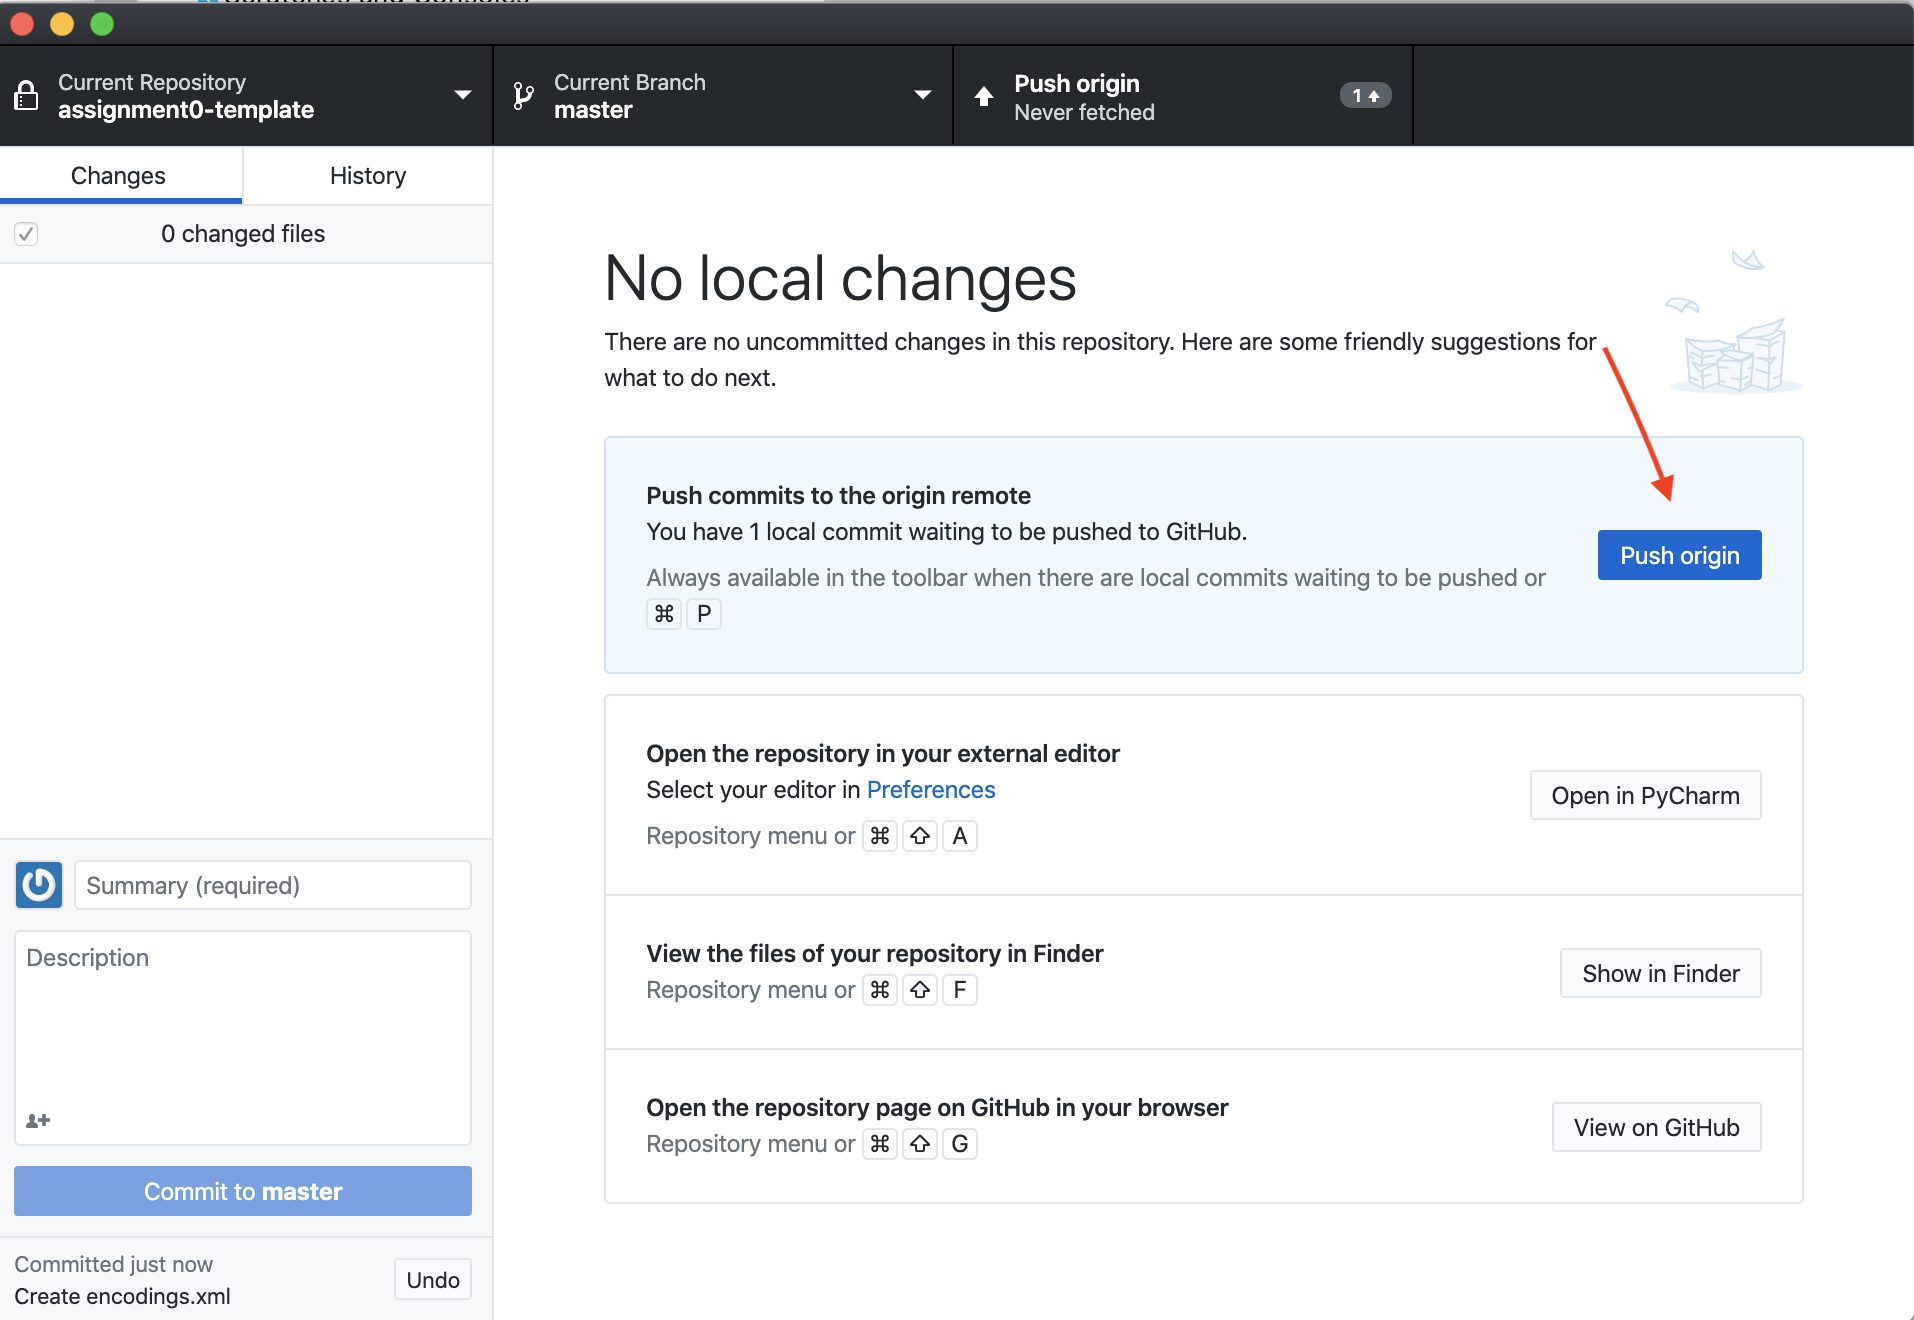 Current Repository
assignment0-template
Current Branch
master
Push origin
Never fetched
1
Changes
History
0 changed files
No local changes
There are no uncommitted changes in this repository. Here are some friendly suggestions for
what to do next.
Push commits to the origin remote
You have 1 local commit waiting to be pushed to GitHub.
Always available in the toolbar when there are local commits waiting to be pushed or
⌘ P
Push origin
Open the repository in your external editor
Select your editor in Preferences
Repository menu or ⌘ ⇧ A
Open in PyCharm
View the files of your repository in Finder
Repository menu or ⌘ ⇧ F
Show in Finder
Open the repository page on GitHub in your browser
Repository menu or ⌘ ⇧ G
View on GitHub
Summary (required)
Description
Commit to master
Committed just now
Create encodings.xml
Undo